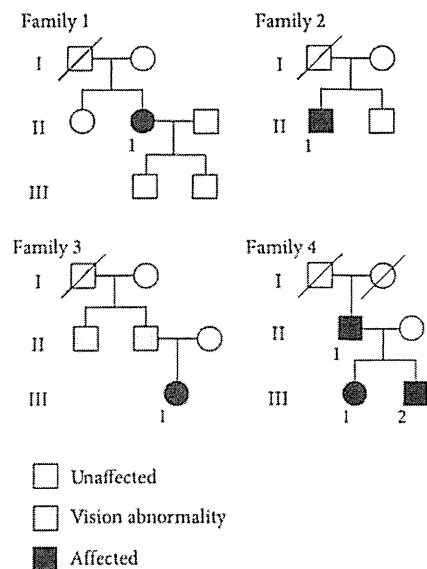 Family 1
Family 2
I
I
II
II
1
1
III
Family 3
Family 4
I
I
II
II
1
III
III
1
1
2
Unaffected
Vision abnormality
Affected